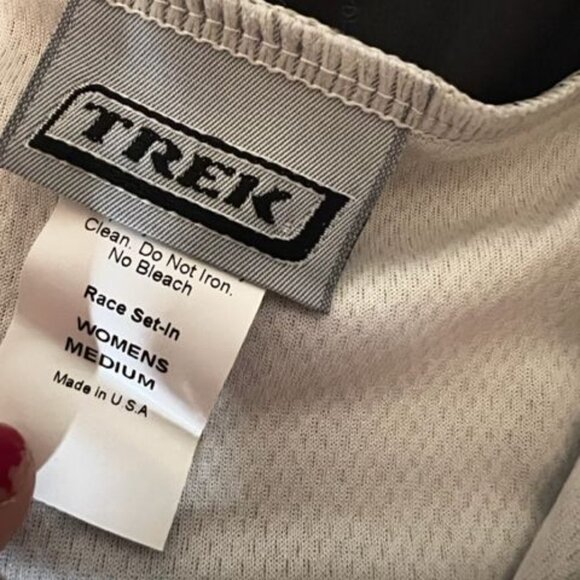 TREK
Clean. Do Not Iron.
No Bleach
Race Set-In
WOMENS
MEDIUM
Made in U.S.A